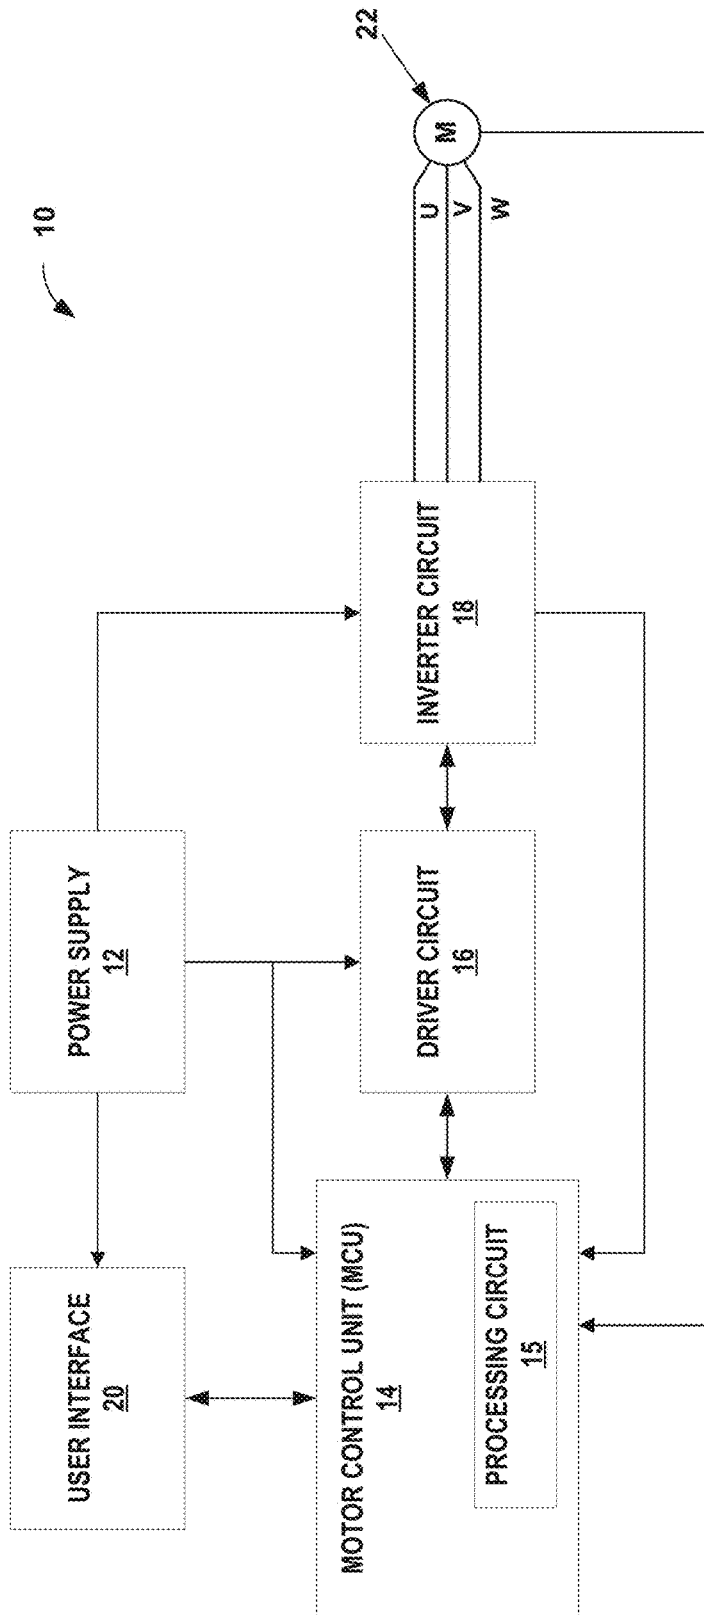 10
USER INTERFACE
20
POWER SUPPLY
12
MOTOR CONTROL UNIT (MCU)
14
PROCESSING CIRCUIT
15
DRIVER CIRCUIT
16
INVERTER CIRCUIT
18
U
V
W
M
22